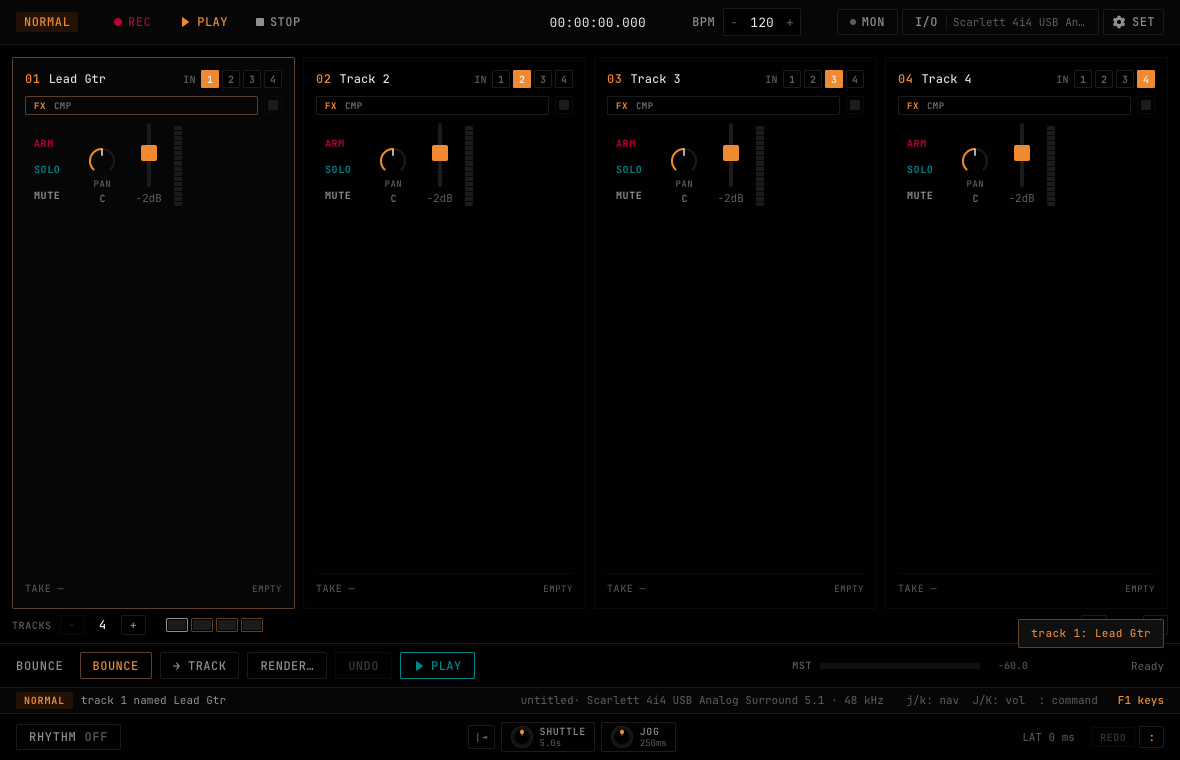 NORMAL REC PLAY STOP 00:00:00.000 BPM - 120 + MON I/O Scarlett 4i4 USB An… SET
01 Lead Gtr IN 1 2 3 4
FX CMP
ARM
SOLO
MUTE
PAN
C
-2dB
TAKE —
EMPTY
02 Track 2 IN 1 2 3 4
FX CMP
ARM
SOLO
MUTE
PAN
C
-2dB
TAKE —
EMPTY
03 Track 3 IN 1 2 3 4
FX CMP
ARM
SOLO
MUTE
PAN
C
-2dB
TAKE —
EMPTY
04 Track 4 IN 1 2 3 4
FX CMP
ARM
SOLO
MUTE
PAN
C
-2dB
TAKE —
EMPTY
TRACKS - 4 +
track 1: Lead Gtr
BOUNCE BOUNCE → TRACK RENDER… UNDO PLAY MST -60.0 Ready
NORMAL track 1 named Lead Gtr untitled· Scarlett 4i4 USB Analog Surround 5.1 · 48 kHz j/k: nav J/K: vol : command F1 keys
RHYTHM OFF |⇥ SHUTTLE 5.0s JOG 250ms LAT 0 ms REDO :